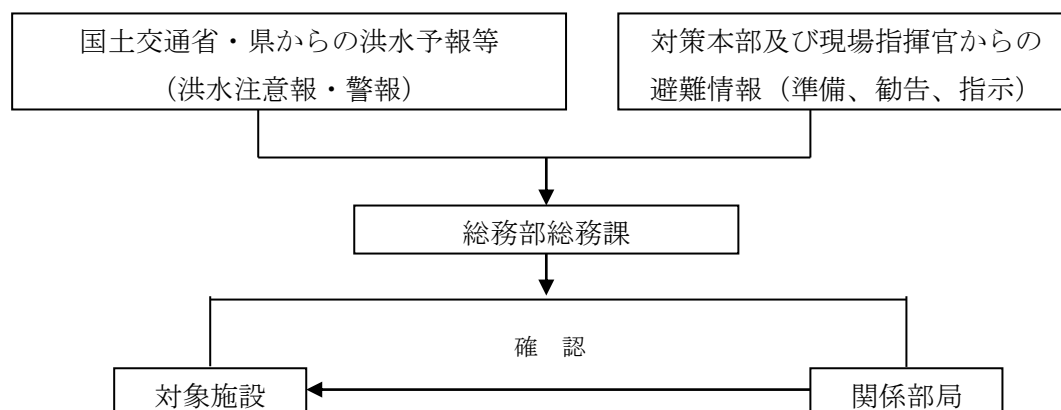 国土交通省・県からの洪水予報等
（洪水注意報・警報）
対策本部及び現場指揮官からの
避難情報（準備、勧告、指示）
総務部総務課
確　認
対象施設
関係部局